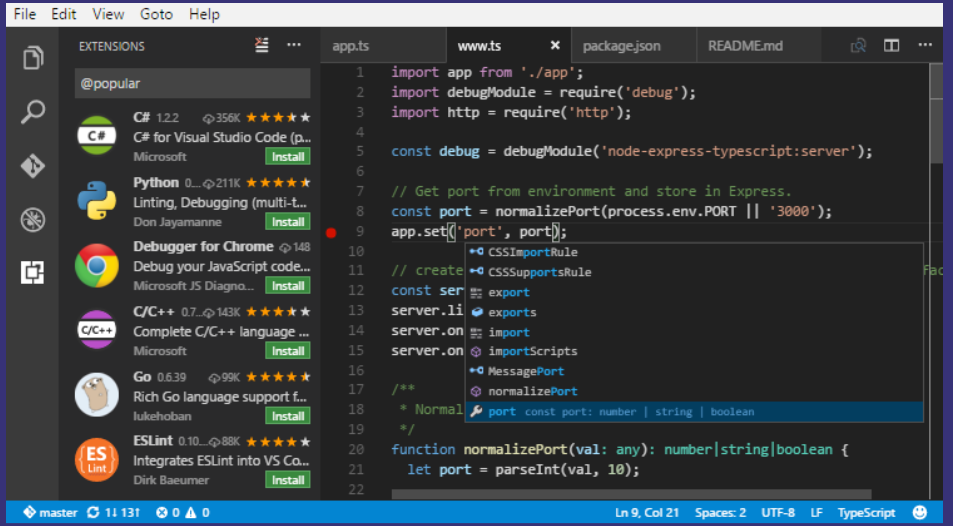 File Edit View Goto Help
EXTENSIONS
@popular
C# 1.2.2 356K
C#
C# for Visual Studio Code (p...
Microsoft Install
Python 0.... 211K
Linting, Debugging (multi-t...
Don Jayamanne Install
Debugger for Chrome 148
Debug your JavaScript code...
Microsoft JS Diagno... Install
C/C++ 0.7... 143K
C/C++
Complete C/C++ language ...
Microsoft Install
Go 0.6.39 99K
Rich Go language support f...
lukehoban Install
ESLint 0.10.... 88K
ES
Lint
Integrates ESLint into VS Co...
Dirk Baeumer Install
app.ts www.ts package.json README.md
1 import app from './app';
2 import debugModule = require('debug');
3 import http = require('http');
4
5 const debug = debugModule('node-express-typescript:server');
6
7 // Get port from environment and store in Express.
8 const port = normalizePort(process.env.PORT || '3000');
9 app.set('port', port);
10
11 // create
12 const ser
13 server.li
14 server.on
15 server.on
16
17 /**
18 * Normal
19 */
20 function normalizePort(val: any): number|string|boolean {
21 let port = parseInt(val, 10);
22
CSSImportRule
CSSSupportsRule
export
exports
import
importScripts
MessagePort
normalizePort
port const port: number | string | boolean
Fac
master 1↓ 13↑ 0 0 Ln 9, Col 21 Spaces: 2 UTF-8 LF TypeScript